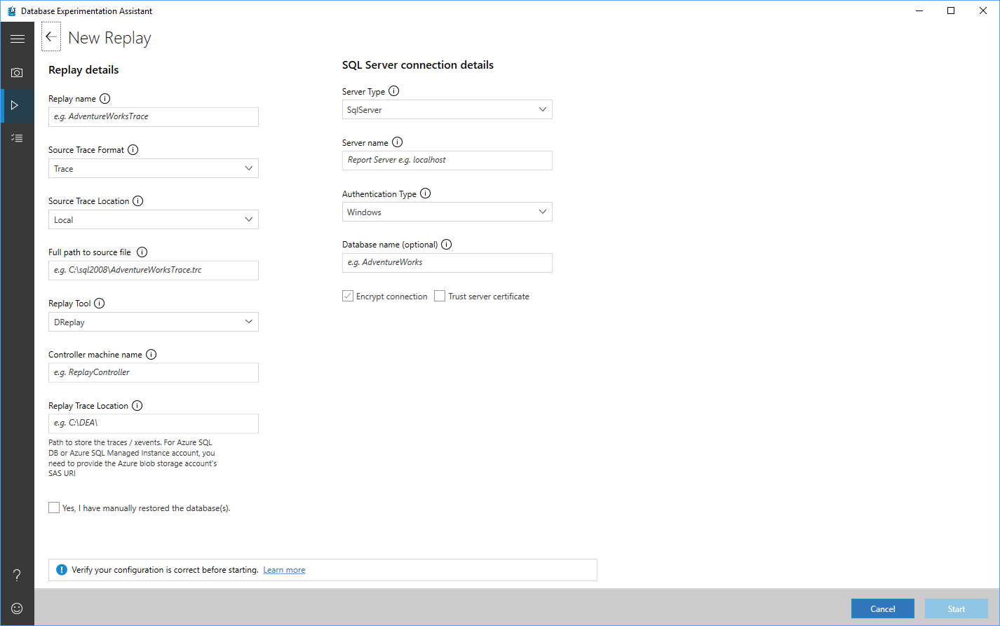 Database Experimentation Assistant
New Replay
Replay details
Replay name
e.g. AdventureWorksTrace
Source Trace Format
Trace
Source Trace Location
Local
Full path to source file
e.g. C:\sql2008\AdventureWorksTrace.trc
Replay Tool
DReplay
Controller machine name
e.g. ReplayController
Replay Trace Location
e.g. C:\DEA\
Path to store the traces / xevents. For Azure SQL
DB or Azure SQL Managed Instance account, you
need to provide the Azure blob storage account's
SAS URI
Yes, I have manually restored the database(s).
SQL Server connection details
Server Type
SqlServer
Server name
Report Server e.g. localhost
Authentication Type
Windows
Database name (optional)
e.g. AdventureWorks
Encrypt connection Trust server certificate
Verify your configuration is correct before starting. Learn more
Cancel Start